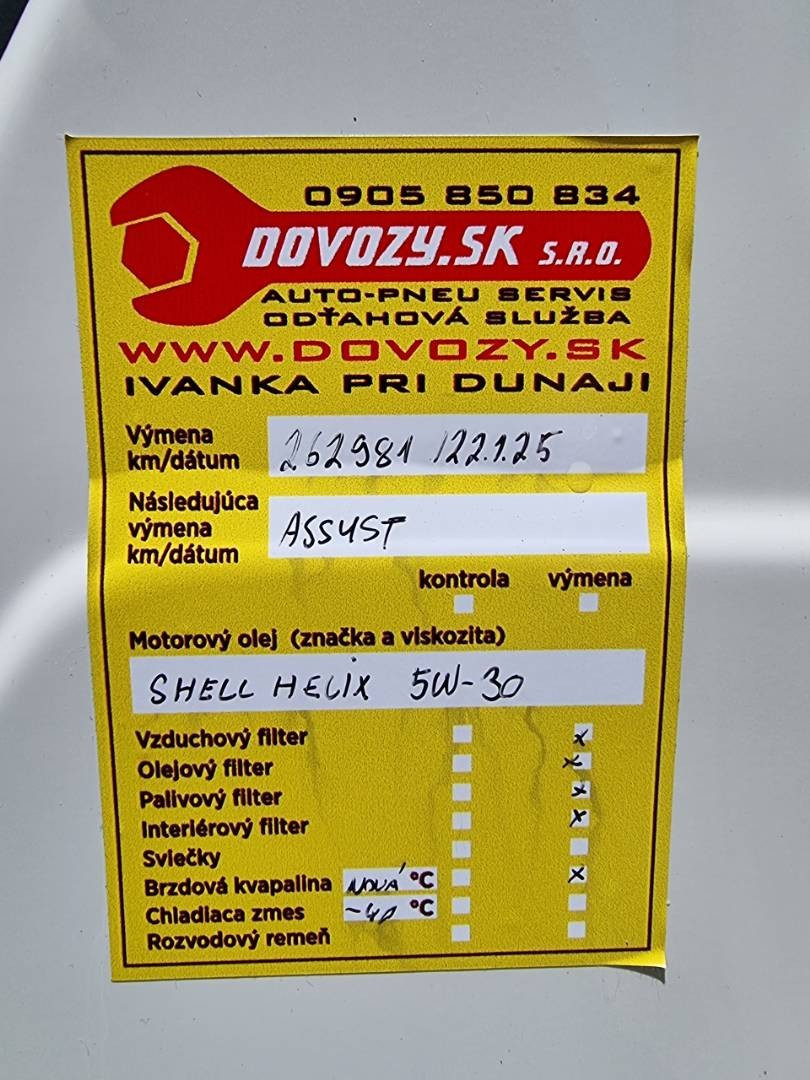 0905 850 834
DOVOZY.SK S.R.O.
AUTO-PNEU SERVIS
ODŤAHOVÁ SLUŽBA
WWW.DOVOZY.SK
IVANKA PRI DUNAJI
Výmena
km/dátum 262981 /22.1.25
Následujúca
výmena
km/dátum ASSYST
kontrola výmena
Motorový olej (značka a viskozita)
SHELL HELIX 5W-30
Vzduchový filter x
Olejový filter x
Palivový filter x
Interiérový filter x
Sviečky
Brzdová kvapalina NOVÁ °C x
Chladiaca zmes -40 °C
Rozvodový remeň